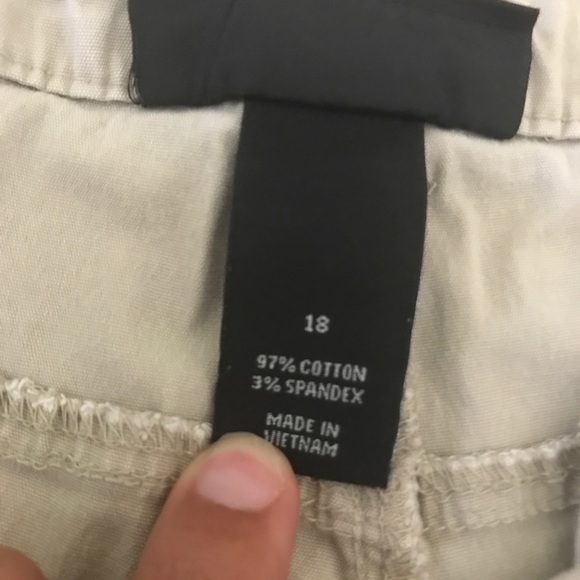 18
97% COTTON
3% SPANDEX
MADE IN
VIETNAM